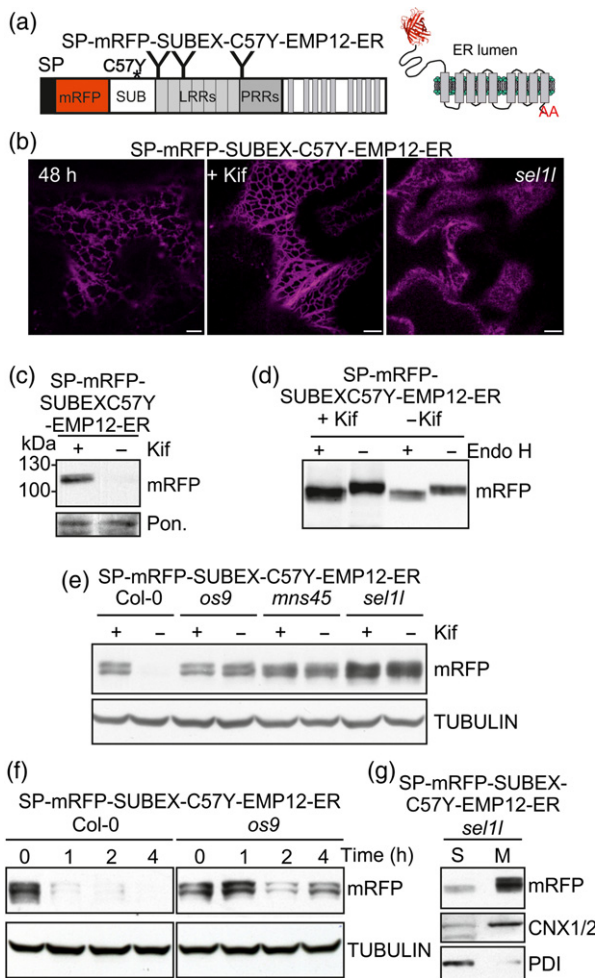 (a)
SP-mRFP-SUBEX-C57Y-EMP12-ER
SP
C57Y
*
mRFP SUB LRRs PRRs
ER lumen
AA
(b)
SP-mRFP-SUBEX-C57Y-EMP12-ER
48 h + Kif sel1l
(c)
SP-mRFP-
SUBEXC57Y
-EMP12-ER
kDa + – Kif
130
100
mRFP
Pon.
(d)
SP-mRFP-
SUBEXC57Y-EMP12-ER
+ Kif –Kif
+ – + – Endo H
mRFP
(e)
SP-mRFP-SUBEX-C57Y-EMP12-ER
Col-0 os9 mns45 sel1l
+ – + – + – + – Kif
mRFP
TUBULIN
(f)
SP-mRFP-SUBEX-C57Y-EMP12-ER
Col-0 os9
0 1 2 4 0 1 2 4 Time (h)
mRFP
TUBULIN
(g)
SP-mRFP-SUBEX-
C57Y-EMP12-ER
sel1l
S M
mRFP
CNX1/2
PDI